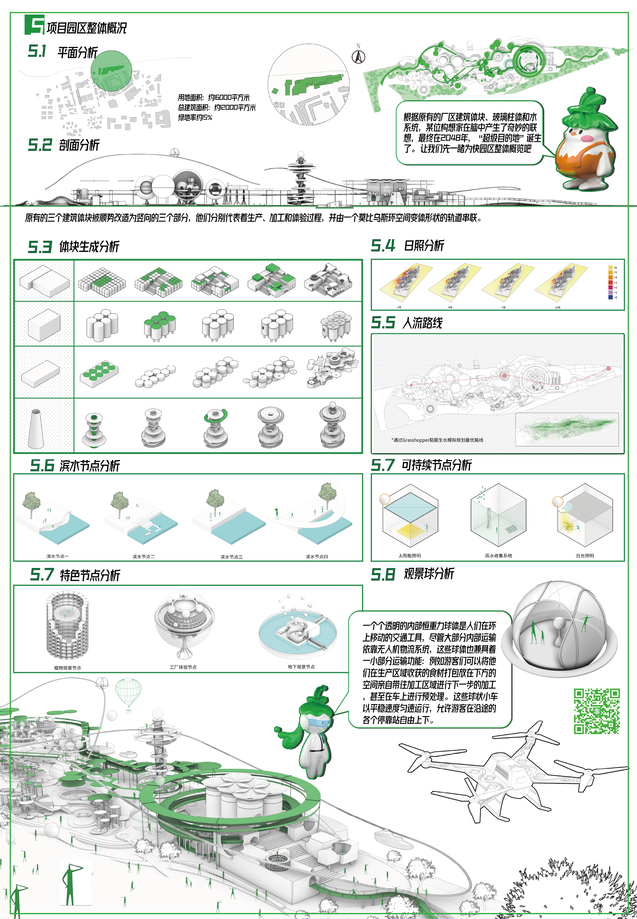 5 项目园区整体概况
5.1 平面分析
用地面积：约16000平方米
总建筑面积：约12000平方米
绿地率约15%
N
根据原有的厂区建筑体块、玻璃柱体和水
系统，某位构想家在脑中产生了奇妙的联
想，最终在2048年，“超级目的地”诞生
了。让我们先一睹为快园区整体概览吧
5.2 剖面分析
原有的三个建筑体块被顺势改造为竖向的三个部分，他们分别代表着生产、加工和体验过程，并由一个莫比乌斯环空间变体形状的轨道串联。
5.3 体块生成分析
5.4 日照分析
5.5 人流路线
*通过Grasshopper黏菌生长模拟规划最优路线
5.6 滨水节点分析
滨水节点一
滨水节点二
滨水节点三
滨水节点四
5.7 可持续节点分析
太阳能照明
雨水收集系统
日光照明
5.7 特色节点分析
植物观景节点
工厂体验节点
地下观景节点
5.8 观景球分析
一个个透明的内部恒重力球体是人们在环
上移动的交通工具，尽管大部分内部运输
依靠无人机物流系统，这些球体也兼具着
一小部分运输功能：例如游客们可以将他
们在生产区域收获的食材打包放在下方的
空间亲自带往加工区域进行下一步的加工
，甚至在车上进行预处理。这些球状小车
以平稳速度匀速运行，允许游客在沿途的
各个停靠站自由上下。